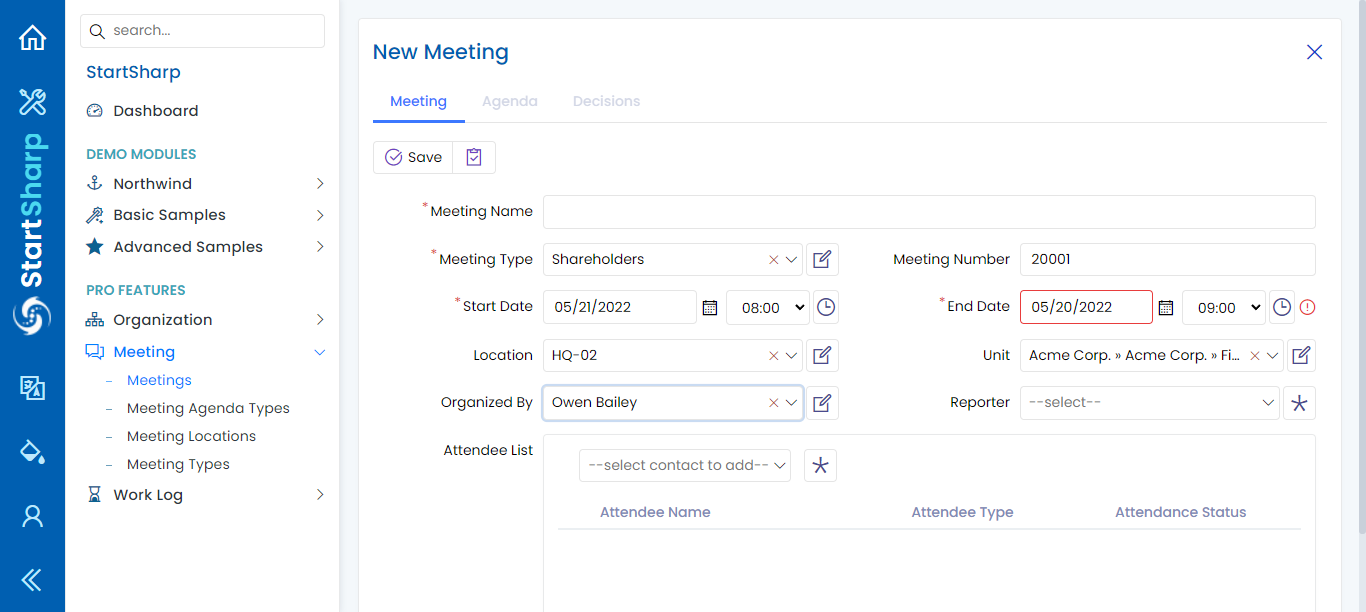 search...
StartSharp
StartSharp
Dashboard
DEMO MODULES
Northwind
Basic Samples
Advanced Samples
PRO FEATURES
Organization
Meeting
Meetings
Meeting Agenda Types
Meeting Locations
Meeting Types
Work Log
New Meeting
Meeting Agenda Decisions
Save
*Meeting Name
*Meeting Type Shareholders Meeting Number 20001
*Start Date 05/21/2022 08:00 *End Date 05/20/2022 09:00
Location HQ-02 Unit Acme Corp. » Acme Corp. » Fi...
Organized By Owen Bailey Reporter --select--
Attendee List
--select contact to add--
Attendee Name Attendee Type Attendance Status